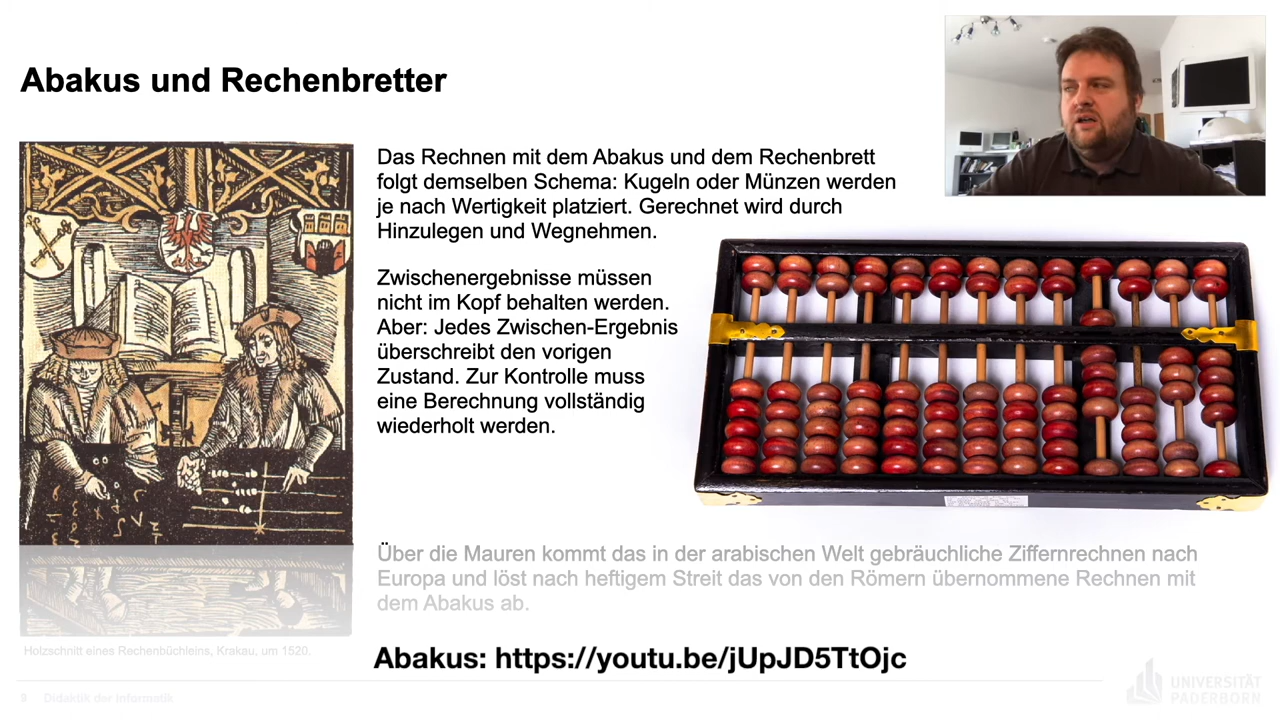 Abakus und Rechenbretter
Das Rechnen mit dem Abakus und dem Rechenbrett
folgt demselben Schema: Kugeln oder Münzen werden
je nach Wertigkeit platziert. Gerechnet wird durch
Hinzulegen und Wegnehmen.
Zwischenergebnisse müssen
nicht im Kopf behalten werden.
Aber: Jedes Zwischen-Ergebnis
überschreibt den vorigen
Zustand. Zur Kontrolle muss
eine Berechnung vollständig
wiederholt werden.
Über die Mauren kommt das in der arabischen Welt gebräuchliche Ziffernrechnen nach
Europa und löst nach heftigem Streit das von den Römern übernommene Rechnen mit
dem Abakus ab.
Holzschnitt eines Rechenbüchleins, Krakau, um 1520.
Abakus: https://youtu.be/jUpJD5TtOjc
9 Didaktik der Informatik
UNIVERSITÄT
PADERBORN